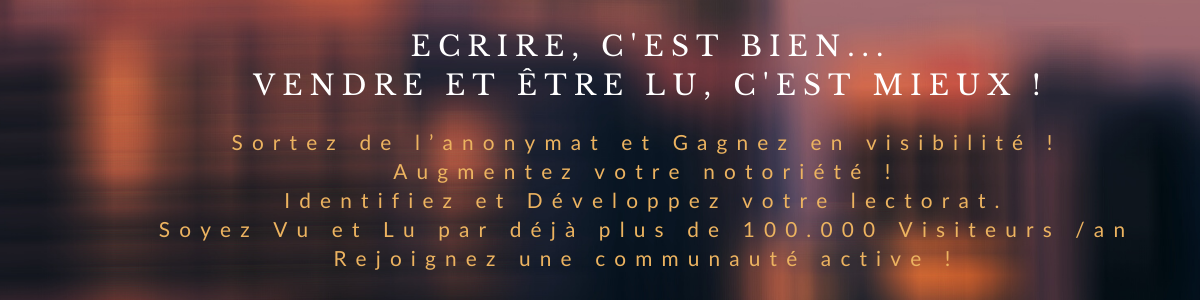 ECRIRE, C'EST BIEN...
VENDRE ET ÊTRE LU, C'EST MIEUX !
Sortez de l’anonymat et Gagnez en visibilité !
Augmentez votre notoriété !
Identifiez et Développez votre lectorat.
Soyez Vu et Lu par déjà plus de 100.000 Visiteurs /an
Rejoignez une communauté active !